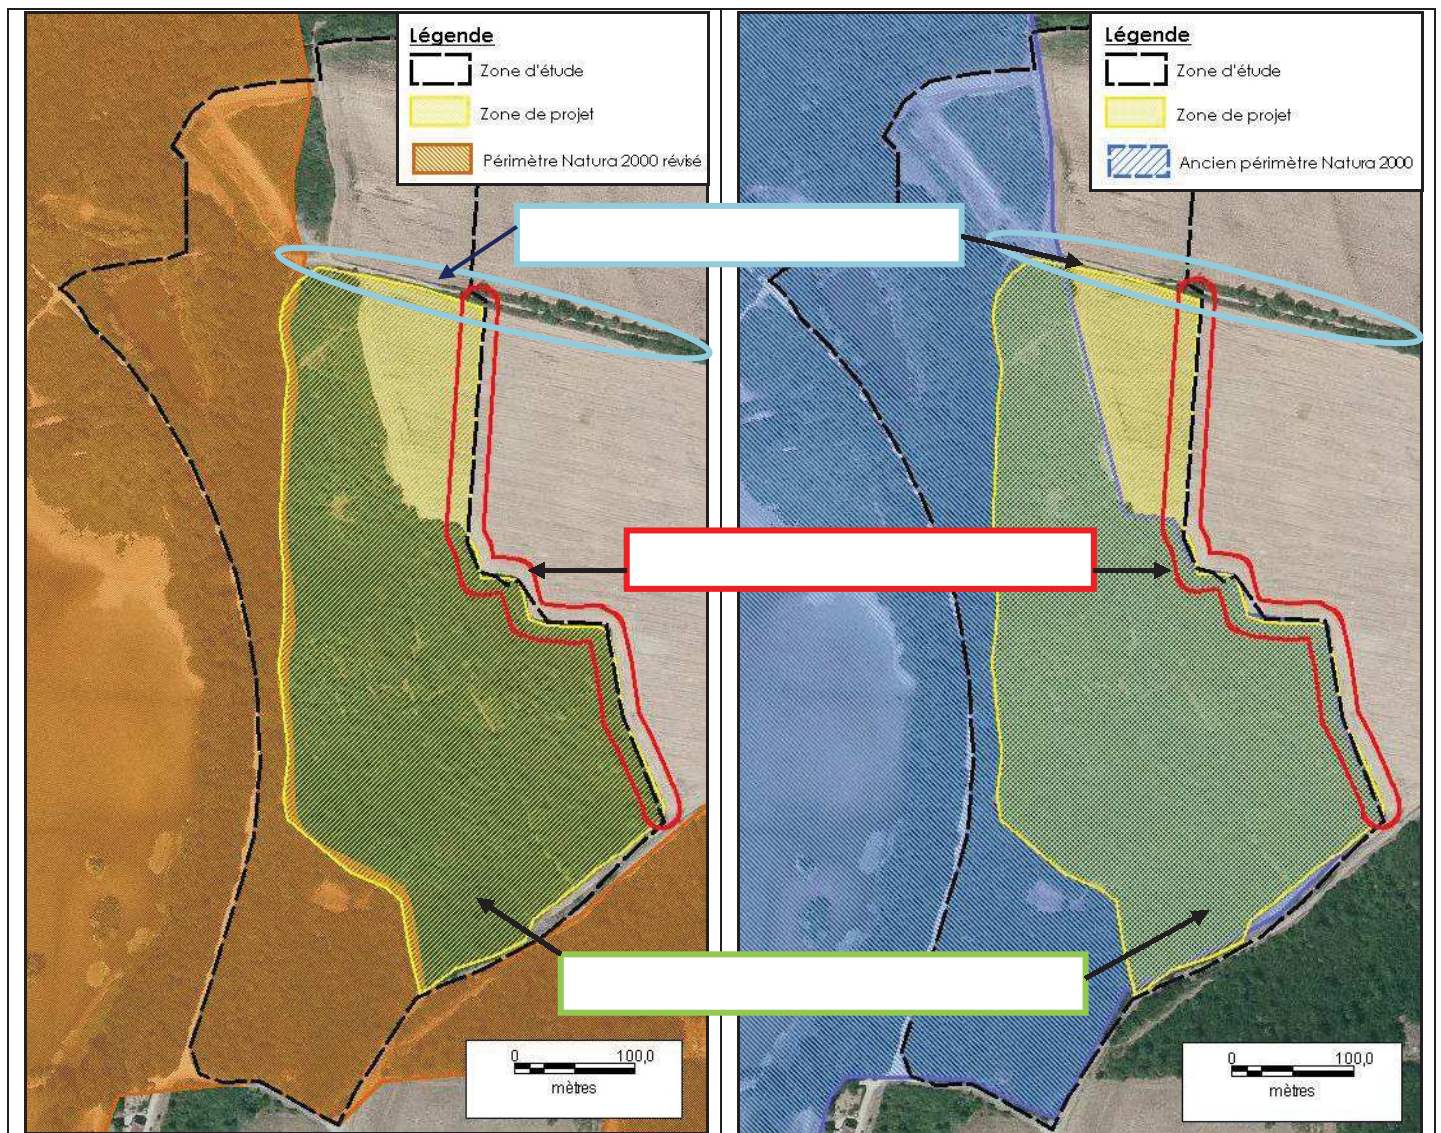 Légende
Zone d'étude
Zone de projet
Périmètre Natura 2000 révisé
0 100,0
mètres
Légende
Zone d'étude
Zone de projet
Ancien périmètre Natura 2000
0 100,0
mètres